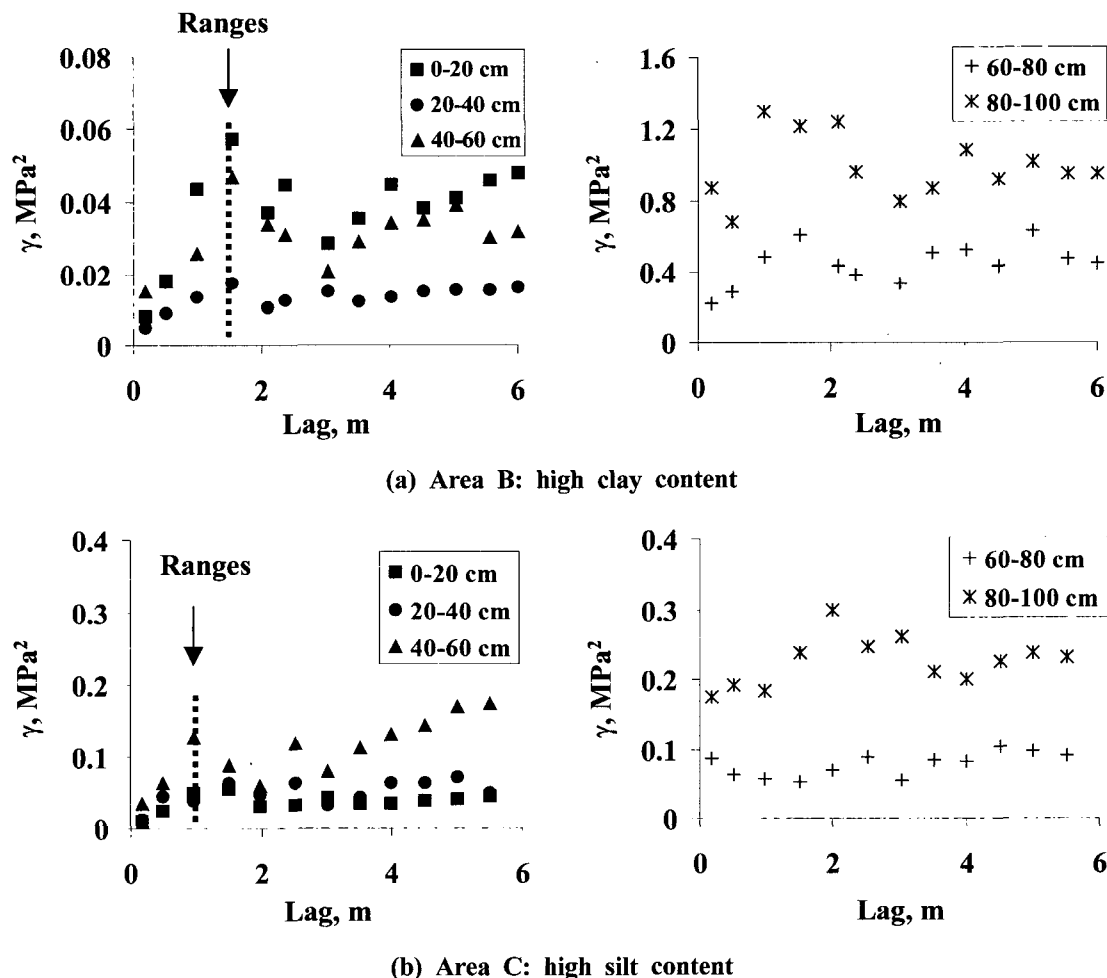 Ranges
0.08
0.06
0.04
0.02
0
γ, MPa²
0 2 4 6
Lag, m
0-20 cm
20-40 cm
40-60 cm
1.6
1.2
0.8
0.4
0
γ, MPa²
0 2 4 6
Lag, m
60-80 cm
80-100 cm
(a) Area B: high clay content
Ranges
0.4
0.3
0.2
0.1
0
γ, MPa²
0 2 4 6
Lag, m
0-20 cm
20-40 cm
40-60 cm
0.4
0.3
0.2
0.1
0
γ, MPa²
0 2 4 6
Lag, m
60-80 cm
80-100 cm
(b) Area C: high silt content